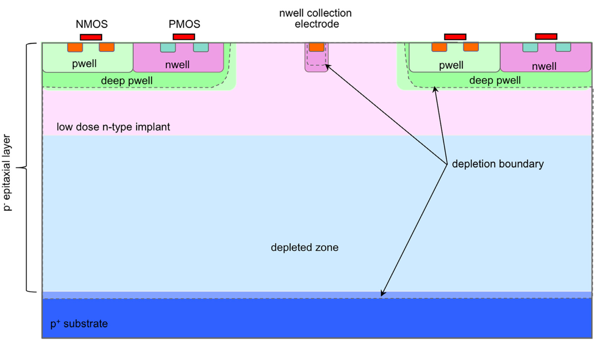 NMOS
PMOS
nwell collection
electrode
pwell
nwell
pwell
nwell
deep pwell
deep pwell
low dose n-type implant
depletion boundary
p- epitaxial layer
depleted zone
p+ substrate